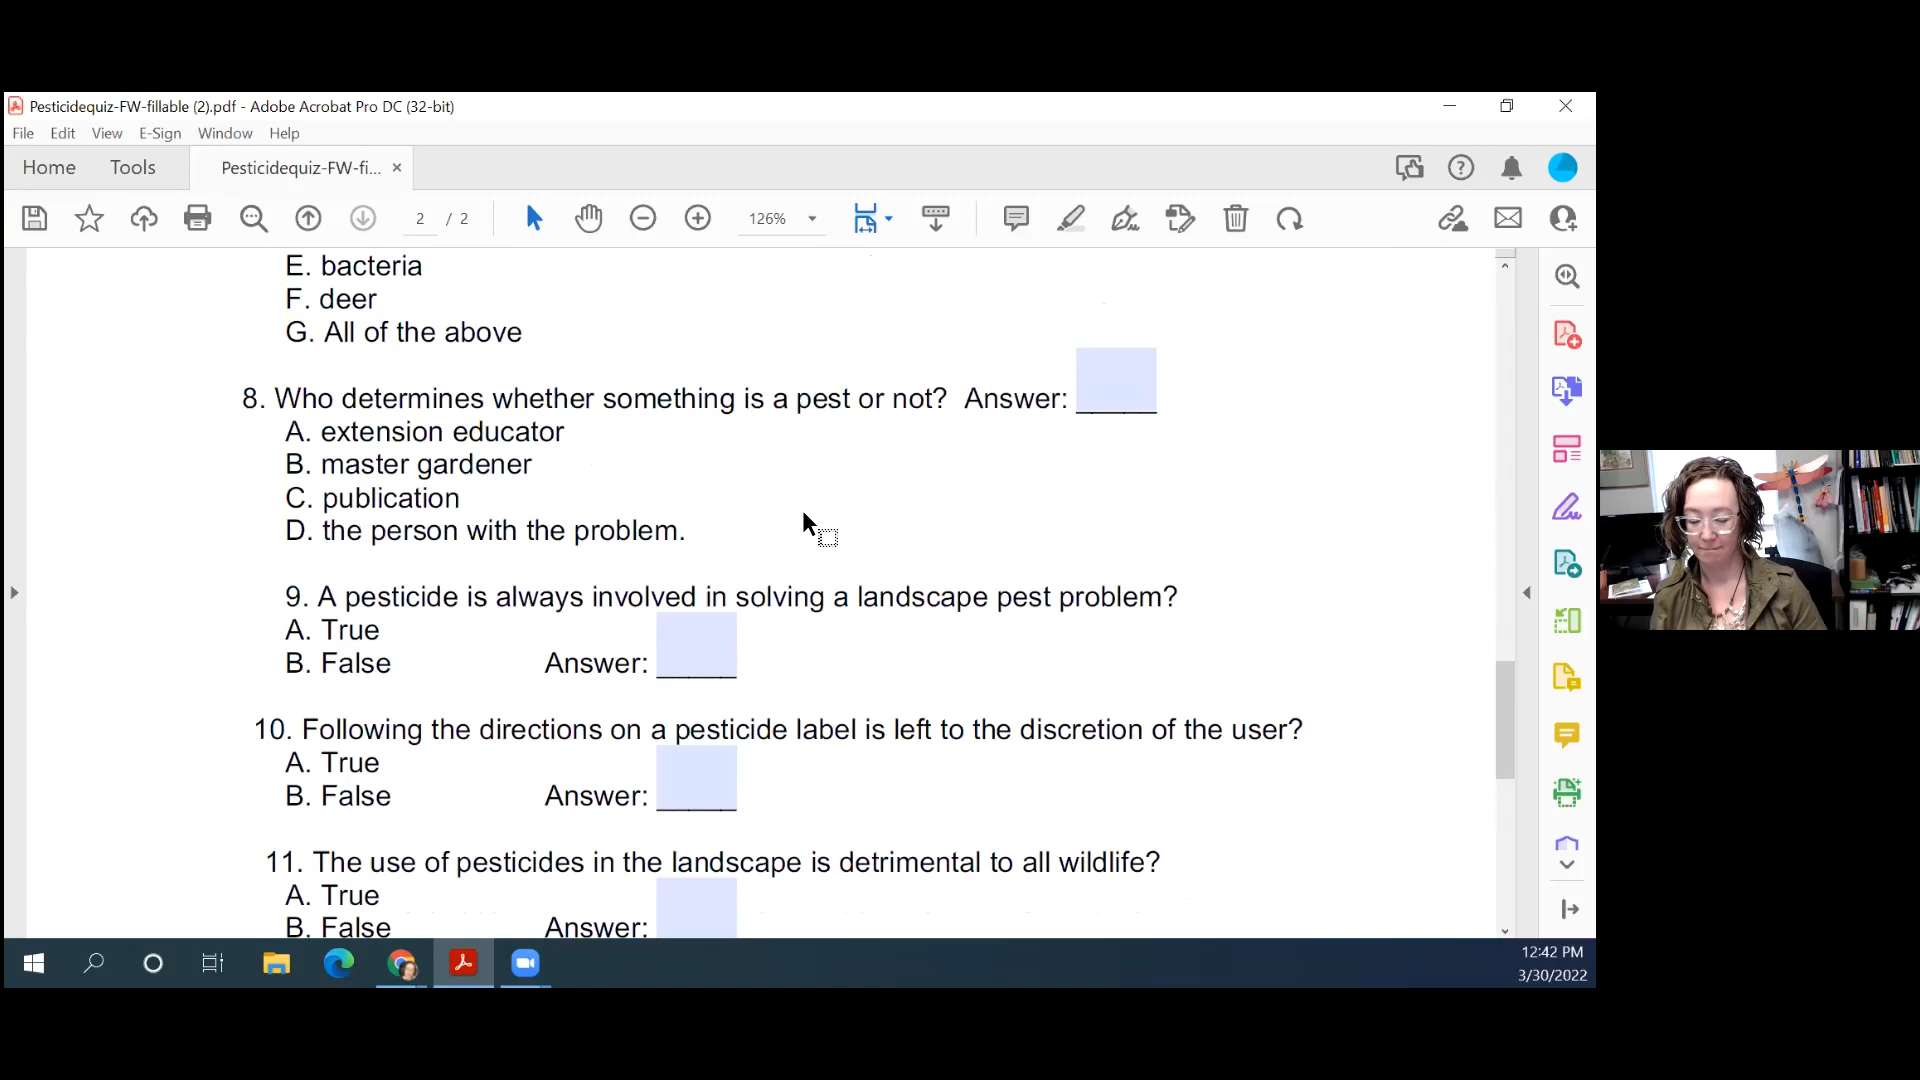 Pesticidequiz-FW-fillable (2).pdf - Adobe Acrobat Pro DC (32-bit)
File Edit View E-Sign Window Help
Home Tools Pesticidequiz-FW-fi... ×
2 / 2 126%
E. bacteria
F. deer
G. All of the above
8. Who determines whether something is a pest or not? Answer: _____
A. extension educator
B. master gardener
C. publication
D. the person with the problem.
9. A pesticide is always involved in solving a landscape pest problem?
A. True
B. False Answer: _____
10. Following the directions on a pesticide label is left to the discretion of the user?
A. True
B. False Answer: _____
11. The use of pesticides in the landscape is detrimental to all wildlife?
A. True
B. False Answer:
12:42 PM
3/30/2022